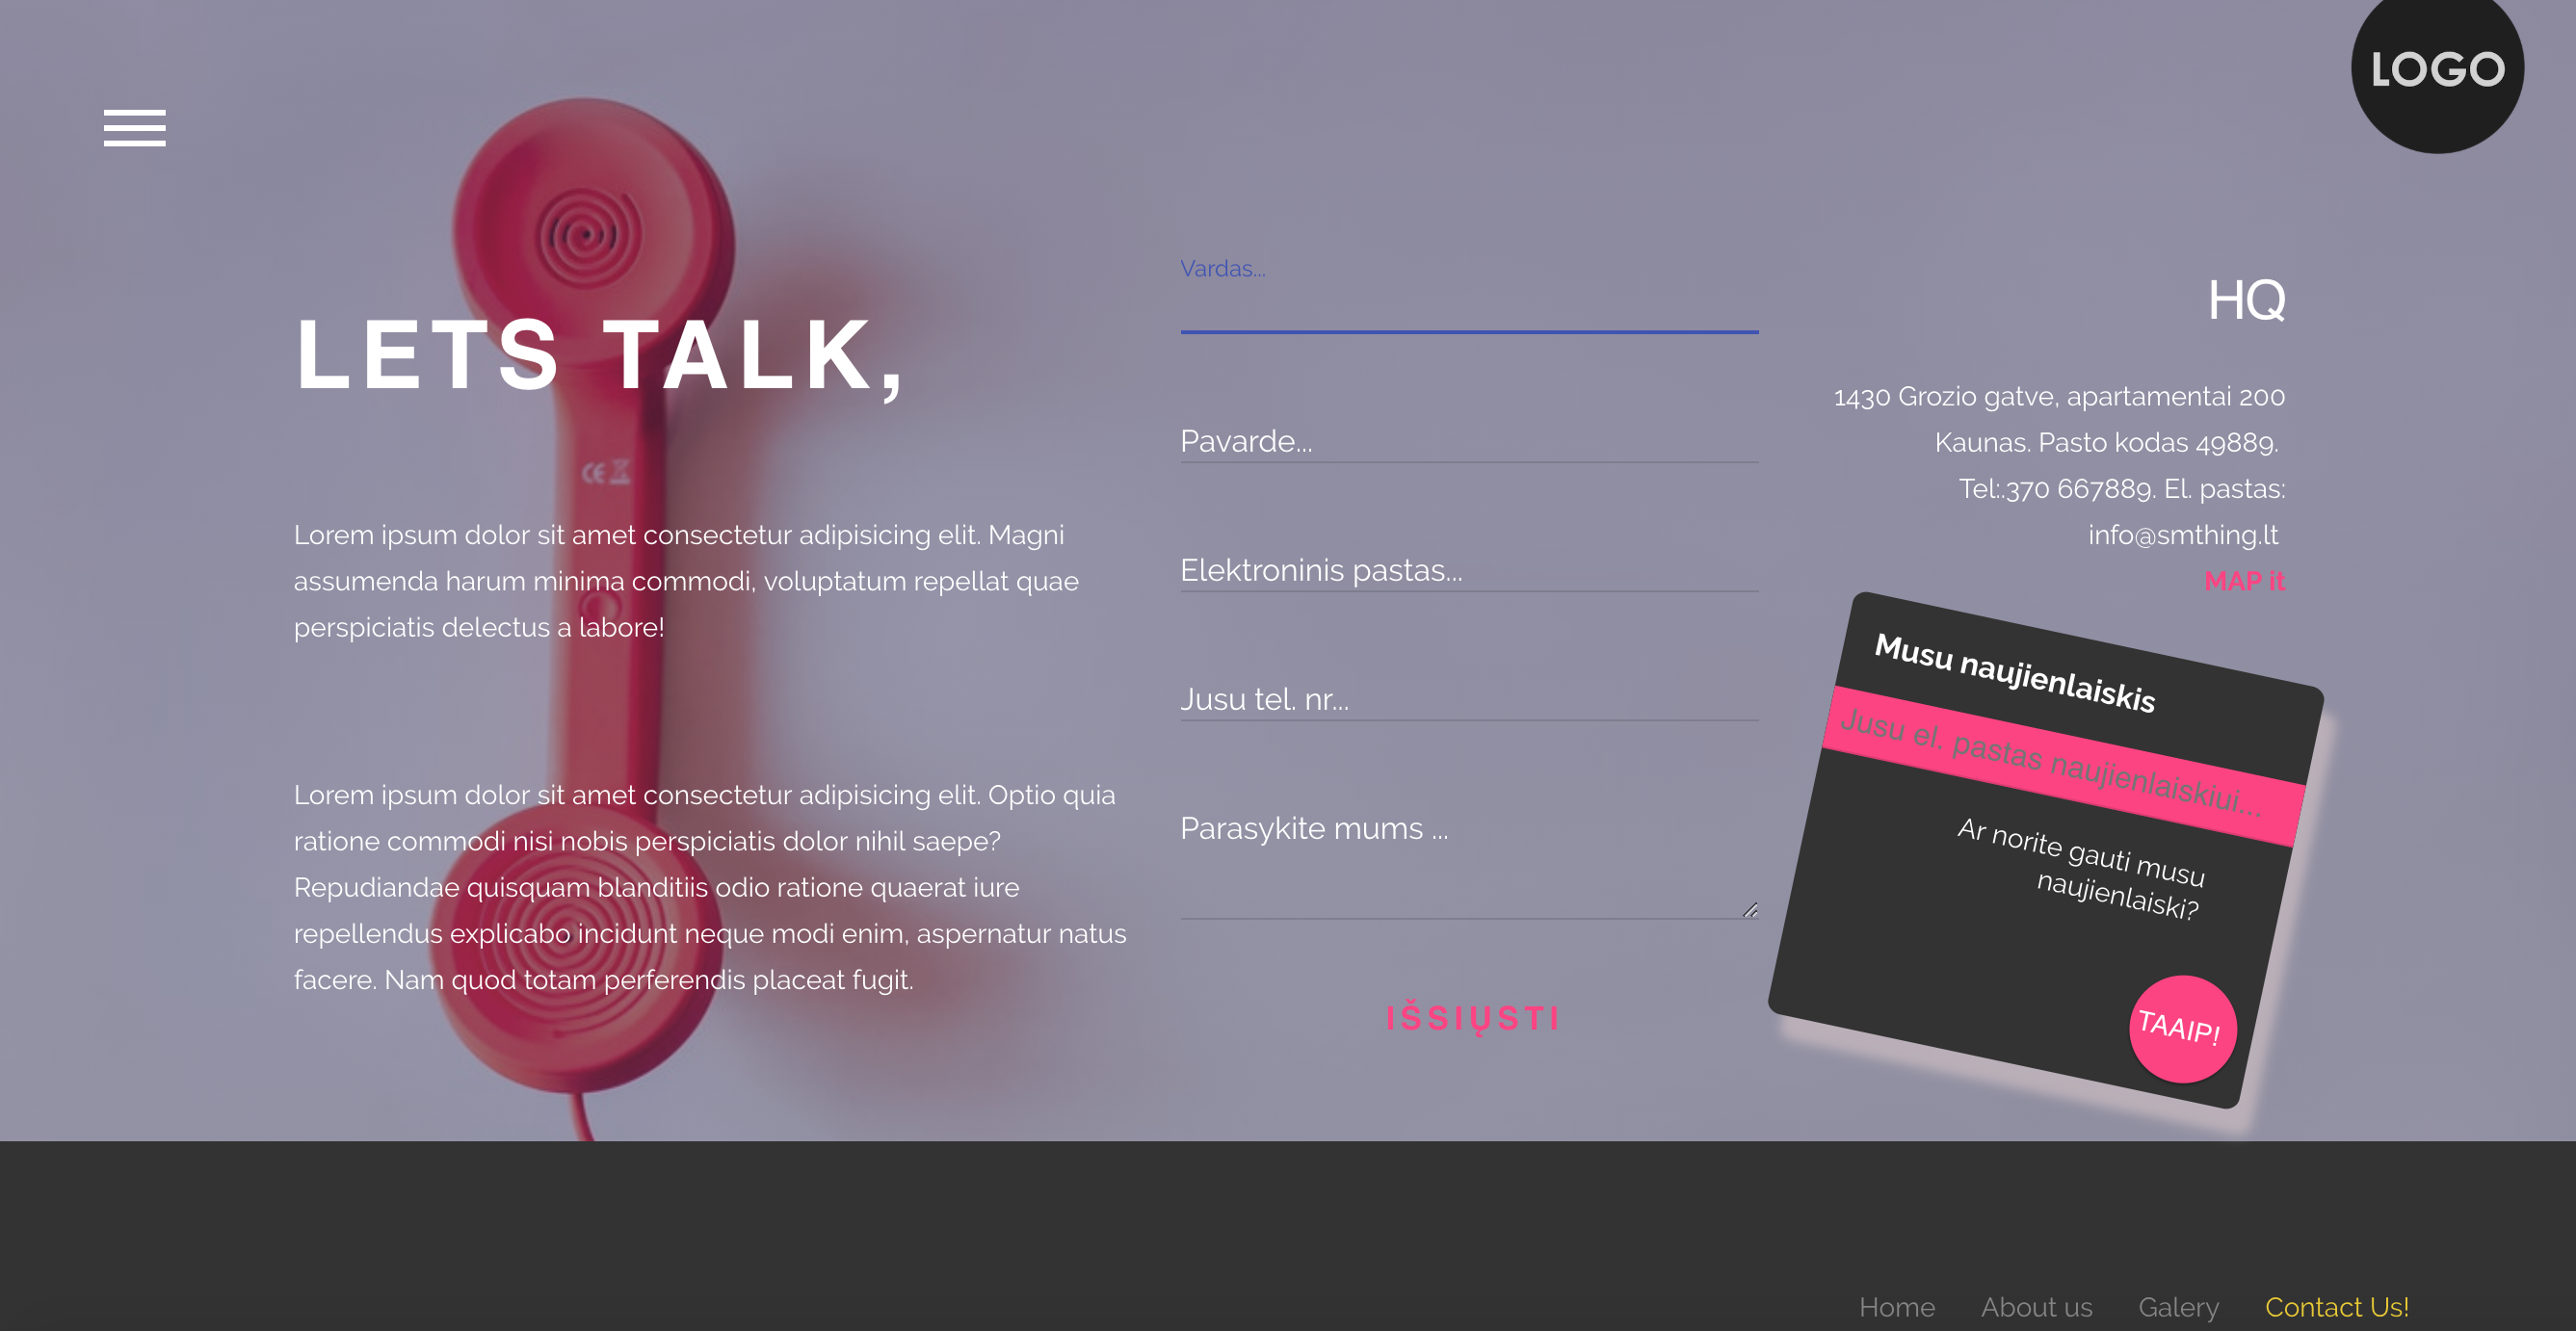 LOGO
LETS TALK,
Lorem ipsum dolor sit amet consectetur adipisicing elit. Magni
assumenda harum minima commodi, voluptatum repellat quae
perspiciatis delectus a labore!
Lorem ipsum dolor sit amet consectetur adipisicing elit. Optio quia
ratione commodi nisi nobis perspiciatis dolor nihil saepe?
Repudiandae quisquam blanditiis odio ratione quaerat iure
repellendus explicabo incidunt neque modi enim, aspernatur natus
facere. Nam quod totam perferendis placeat fugit.
CE
Vardas...
Pavarde...
Elektroninis pastas...
Jusu tel. nr...
Parasykite mums ...
IŠSIŲSTI
HQ
1430 Grozio gatve, apartamentai 200
Kaunas. Pasto kodas 49889.
Tel:.370 667889. El. pastas:
info@smthing.lt
MAP it
Musu naujienlaiskis
Jusu el. pastas naujienlaiskiui...
Ar norite gauti musu
naujienlaiski?
TAAIP!
Home About us Galery Contact Us!